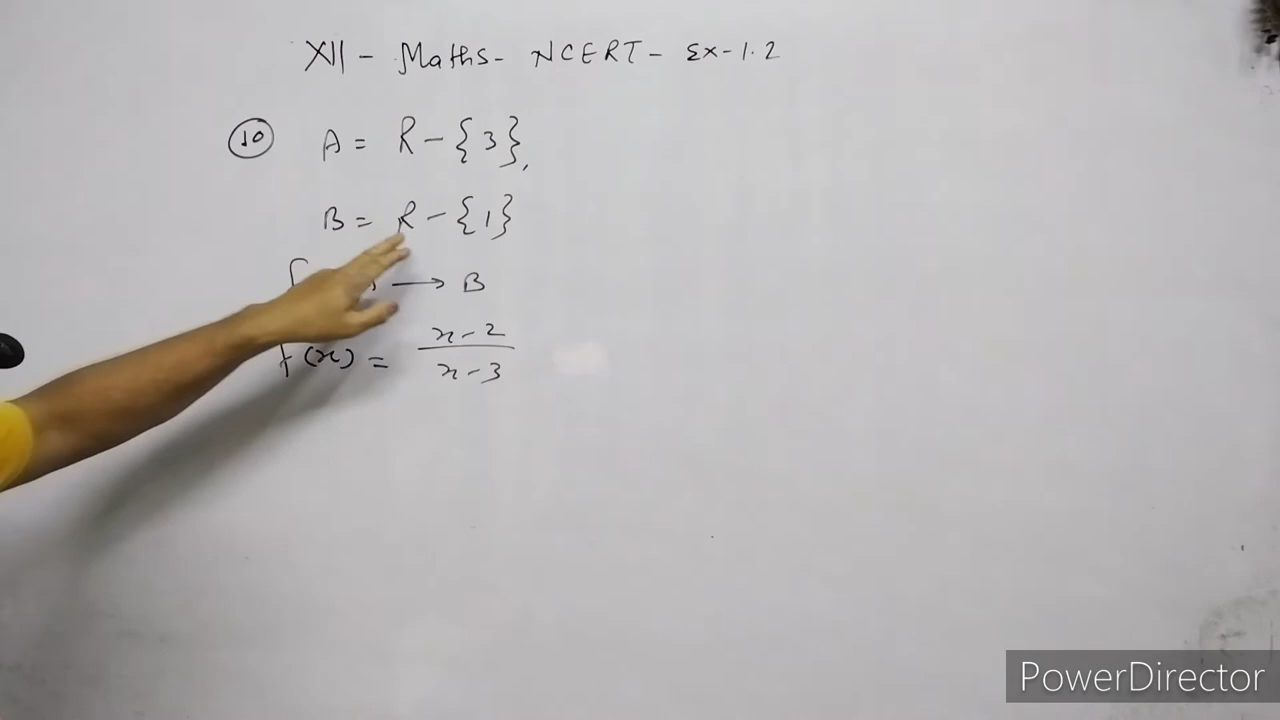 XII - Maths - NCERT - Ex-1.2
10 A = R - {3},
B = R - {1}
f → B
f(x) = x-2 / x-3
PowerDirector